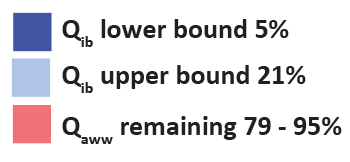 Qib lower bound 5%
Qib upper bound 21%
Qaww remaining 79 - 95%